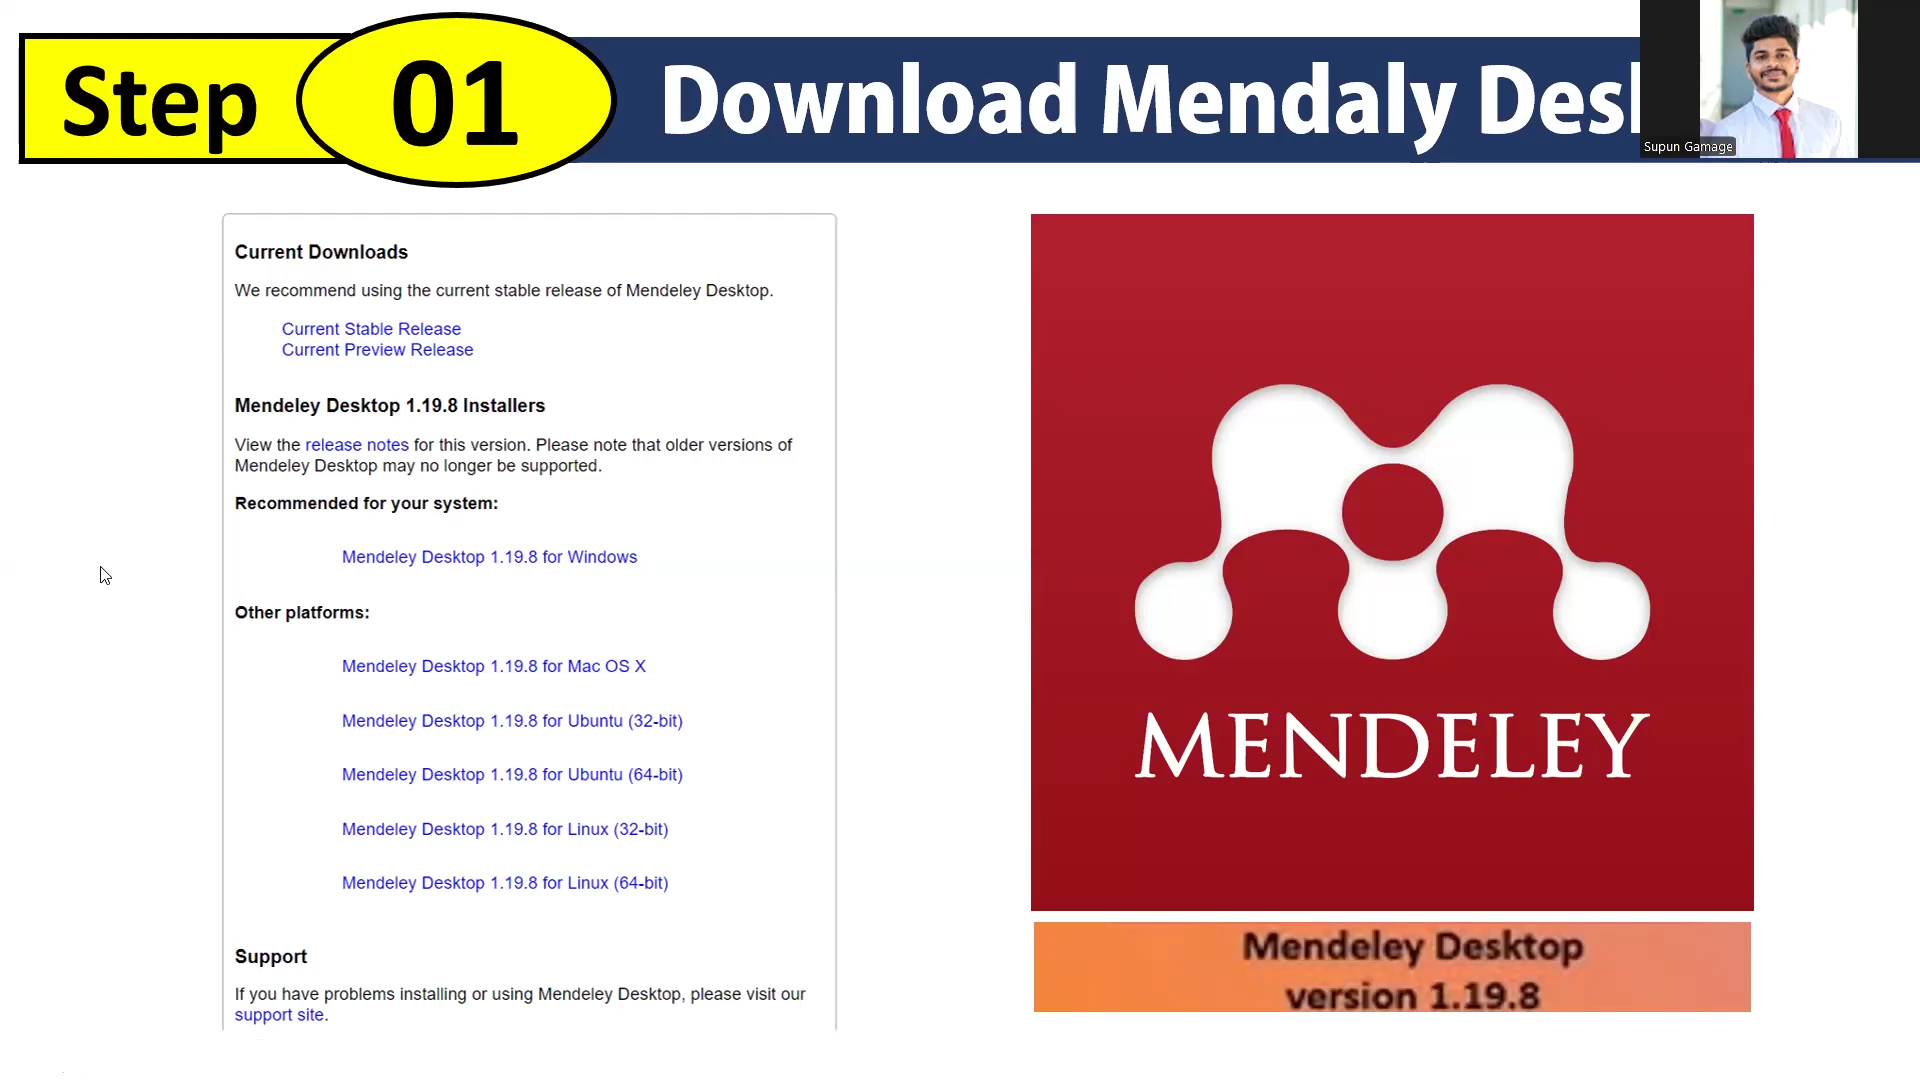 Step 01 Download Mendaly Des
Supun Gamage
Current Downloads
We recommend using the current stable release of Mendeley Desktop.
Current Stable Release
Current Preview Release
Mendeley Desktop 1.19.8 Installers
View the release notes for this version. Please note that older versions of
Mendeley Desktop may no longer be supported.
Recommended for your system:
Mendeley Desktop 1.19.8 for Windows
Other platforms:
Mendeley Desktop 1.19.8 for Mac OS X
Mendeley Desktop 1.19.8 for Ubuntu (32-bit)
Mendeley Desktop 1.19.8 for Ubuntu (64-bit)
Mendeley Desktop 1.19.8 for Linux (32-bit)
Mendeley Desktop 1.19.8 for Linux (64-bit)
Support
If you have problems installing or using Mendeley Desktop, please visit our
support site.
MENDELEY
Mendeley Desktop
version 1.19.8